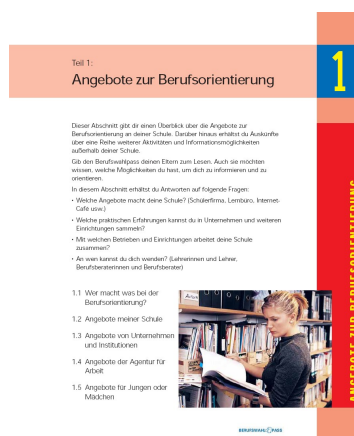 Teil 1:
Angebote zur Berufsorientierung
1
Dieser Abschnitt gibt dir einen Überblick über die Angebote zur
Berufsorientierung an deiner Schule. Darüber hinaus erhältst du Auskünfte
über eine Reihe weiterer Aktivitäten und Informationsmöglichkeiten
außerhalb deiner Schule.
Gib den Berufswahlpass deinen Eltern zum Lesen. Auch sie möchten
wissen, welche Möglichkeiten du hast, um dich zu informieren und zu
orientieren.
In diesem Abschnitt erhältst du Antworten auf folgende Fragen:
• Welche Angebote macht deine Schule? (Schülerfirma, Lernbüro, Internet-
Café usw.)
• Welche praktischen Erfahrungen kannst du in Unternehmen und weiteren
Einrichtungen sammeln?
• Mit welchen Betrieben und Einrichtungen arbeitet deine Schule
zusammen?
• An wen kannst du dich wenden? (Lehrerinnen und Lehrer,
Berufsberaterinnen und Berufsberater)
1.1 Wer macht was bei der
Berufsorientierung?
1.2 Angebote meiner Schule
1.3 Angebote von Unternehmen
und Institutionen
1.4 Angebote der Agentur für
Arbeit
1.5 Angebote für Jungen oder
Mädchen
ANGEBOTE ZUR BERUFSORIENTIERUNG
BERUFSWAHL PASS